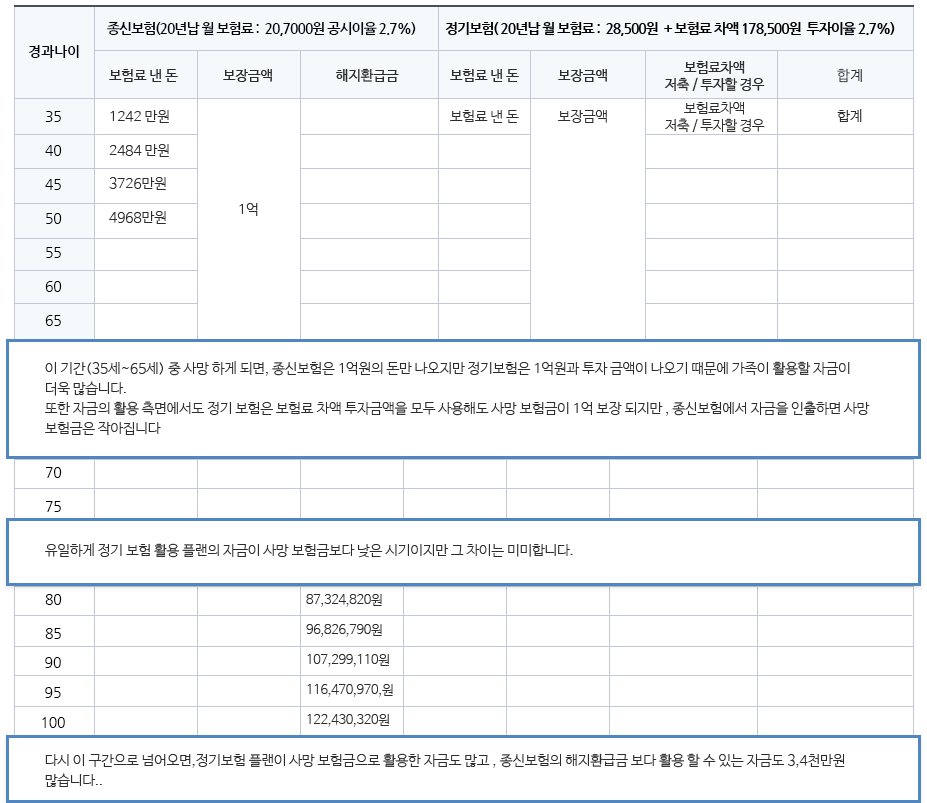 경과나이 종신보험(20년납 월 보험료 : 20,7000원 공시이율 2.7%) 정기보험( 20년납 월 보험료 : 28,500원 + 보험료 차액 178,500원 투자이율 2.7%)
보험료 낸 돈 보장금액 해지환급금 보험료 낸 돈 보장금액 보험료차액 합계
저축 / 투자할 경우
35 1242 만원 보험료 낸 돈 보장금액 보험료차액 합계
저축 / 투자할 경우
40 2484 만원
45 3726만원
1억
50 4968만원
55
60
65
이 기간(35세~65세) 중 사망 하게 되면, 종신보험은 1억원의 돈만 나오지만 정기보험은 1억원과 투자 금액이 나오기 때문에 가족이 활용할 자금이
더욱 많습니다.
또한 자금의 활용 측면에서도 정기 보험은 보험료 차액 투자금액을 모두 사용해도 사망 보험금이 1억 보장 되지만 , 종신보험에서 자금을 인출하면 사망
보험금은 작아집니다
70
75
유일하게 정기 보험 활용 플랜의 자금이 사망 보험금보다 낮은 시기이지만 그 차이는 미미합니다.
80 87,324,820원
85 96,826,790원
90 107,299,110원
95 116,470,970,원
100 122,430,320원
다시 이 구간으로 넘어오면,정기보험 플랜이 사망 보험금으로 활용한 자금도 많고 , 종신보험의 해지환급금 보다 활용 할 수 있는 자금도 3,4천만원
많습니다..